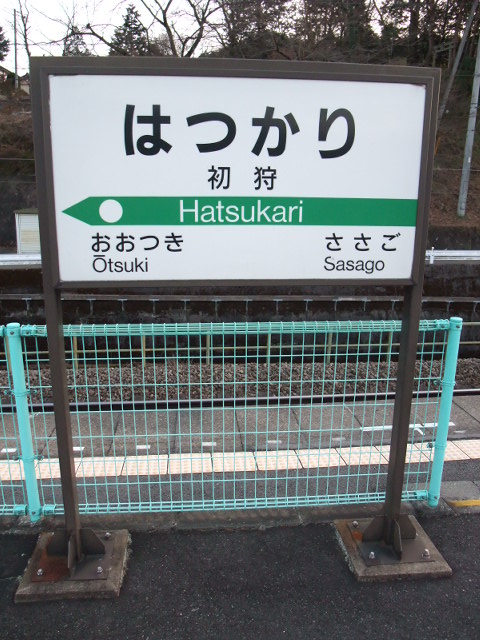 はつかり
初狩
Hatsukari
おおつき ささご
Ōtsuki Sasago